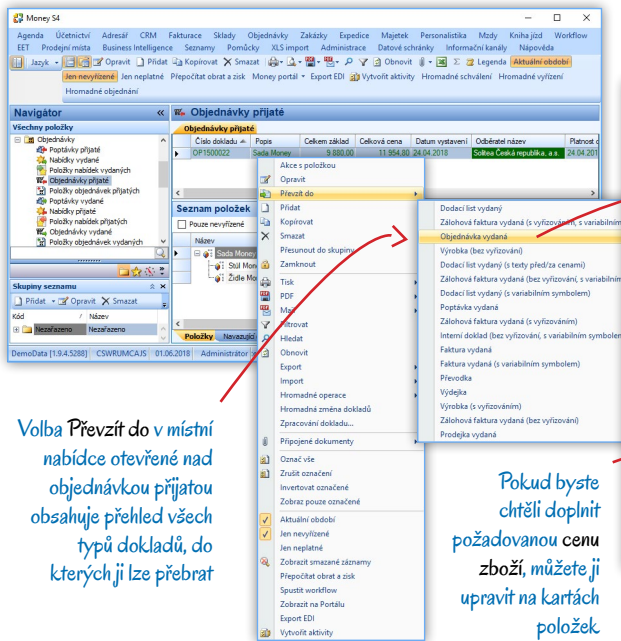 Money S4
Agenda Účetnictví Adresář CRM Fakturace Sklady Objednávky Zakázky Expedice Majetek Personalistika Mzdy Kniha jízd Workflow
EET Prodejní místa Business Intelligence Seznamy Pomůcky XLS import Administrace Datové schránky Informační kanály Nápověda
Jazyk Opravit Přidat Kopírovat Smazat Obnovit Legenda Aktuální období
Jen nevyřízené Jen neplatné Přepočítat obrat a zisk Money portál Export EDI Vytvořit aktivity Hromadné schválení Hromadné vyřízení
Hromadné objednání
Navigátor
Všechny položky
Objednávky
Poptávky přijaté
Nabídky vydané
Položky nabídek vydaných
Objednávky přijaté
Položky objednávek přijatých
Poptávky vydané
Nabídky přijaté
Položky nabídek přijatých
Objednávky vydané
Položky objednávek vydaných
Skupiny seznamu
Přidat Opravit Smazat
Kód / Název
Nezařazeno Nezařazeno
Objednávky přijaté
Objednávky přijaté
Číslo dokladu Popis Celkem základ Celková cena Datum vystavení Odběratel název Platnost
OP1500022 Sada Money 9 880,00 11 954,80 24.04.2018 Solitea Česká republika, a.s. 24.04.201
Seznam položek
Pouze nevyřízené
Název
Sada Money
Stůl Mon
Židle Mo
Položky Navazují
DemoData [1.9.4.5288] CSWRUMCAJS 01.06.2018 Administrátor
Akce s položkou
Opravit
Převzít do
Přidat
Kopírovat
Smazat
Přesunout do skupiny
Zamknout
Tisk
PDF
Mail
Filtrovat
Hledat
Obnovit
Export
Import
Hromadné operace
Hromadná změna dokladů
Zpracování dokladu...
Připojené dokumenty
Označ vše
Zrušit označení
Invertovat označené
Zobraz pouze označené
Aktuální období
Jen nevyřízené
Jen neplatné
Zobrazit smazané záznamy
Přepočítat obrat a zisk
Spustit workflow
Zobrazit na Portálu
Export EDI
Vytvořit aktivity
Dodací list vydaný
Zálohová faktura vydaná (s vyřizováním, s variabilním
Objednávka vydaná
Výrobka (bez vyřizování)
Dodací list vydaný (s texty před/za cenami)
Zálohová faktura vydaná (bez vyřizování, s variabilním
Dodací list vydaný (s variabilním symbolem)
Poptávka vydaná
Zálohová faktura vydaná (s vyřizováním)
Interní doklad (bez vyřizování, s variabilním symbolem)
Faktura vydaná
Faktura vydaná (s variabilním symbolem)
Převodka
Výdejka
Výrobka (s vyřizováním)
Zálohová faktura vydaná (bez vyřizování)
Prodejka vydaná
Volba Převzít do v místní
nabídce otevřené nad
objednávkou přijatou
obsahuje přehled všech
typů dokladů, do
kterých ji lze přebrat
Pokud byste
chtěli doplnit
požadovanou cenu
zboží, můžete ji
upravit na kartách
položek